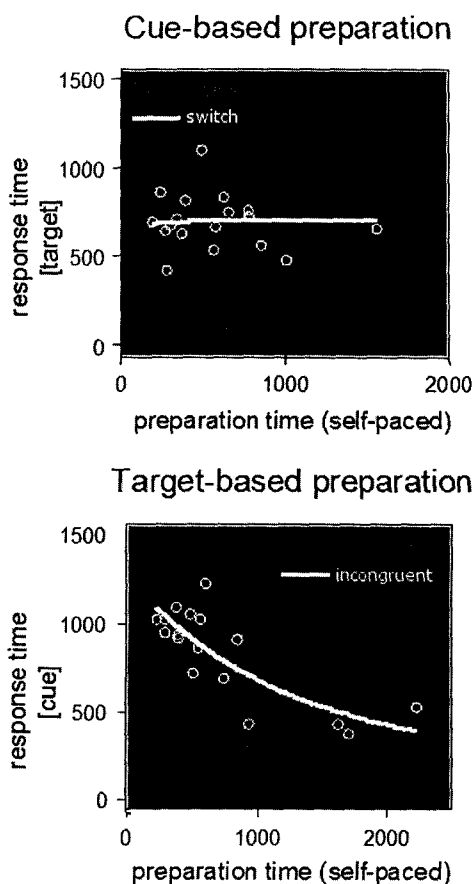 Cue-based preparation
1500
switch
1000
500
0
response time
[target]
0 1000 2000
preparation time (self-paced)
Target-based preparation
1500
incongruent
1000
500
0
response time
[cue]
0 1000 2000
preparation time (self-paced)